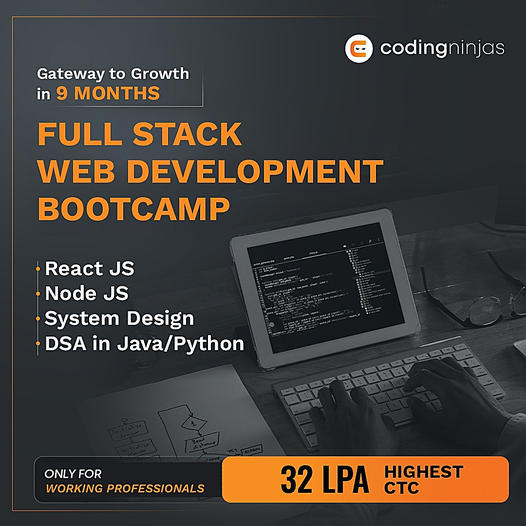 codingninjas
Gateway to Growth
in 9 MONTHS
FULL STACK
WEB DEVELOPMENT
BOOTCAMP
React JS
Node JS
System Design
DSA in Java/Python
ONLY FOR
WORKING PROFESSIONALS
32 LPA
HIGHEST
CTC